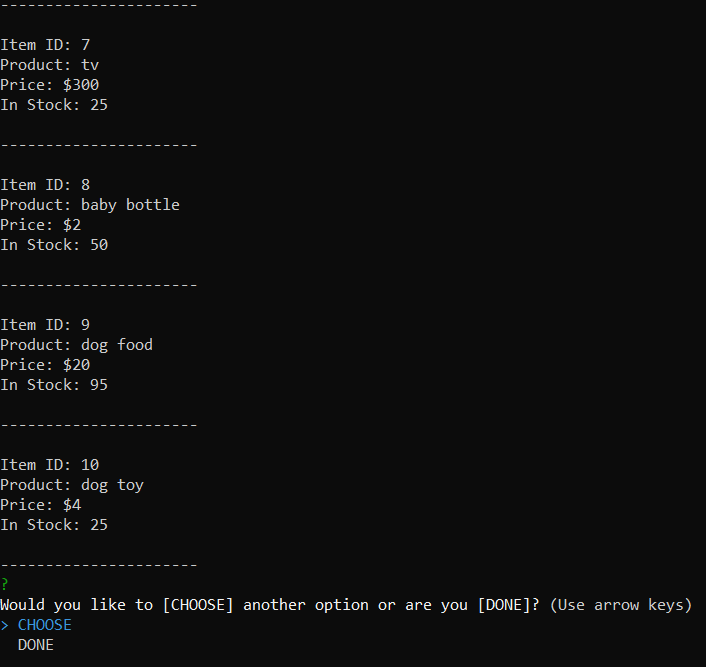 ----------------------
Item ID: 7
Product: tv
Price: $300
In Stock: 25
----------------------
Item ID: 8
Product: baby bottle
Price: $2
In Stock: 50
----------------------
Item ID: 9
Product: dog food
Price: $20
In Stock: 95
----------------------
Item ID: 10
Product: dog toy
Price: $4
In Stock: 25
----------------------
?
Would you like to [CHOOSE] another option or are you [DONE]? (Use arrow keys)
> CHOOSE
  DONE